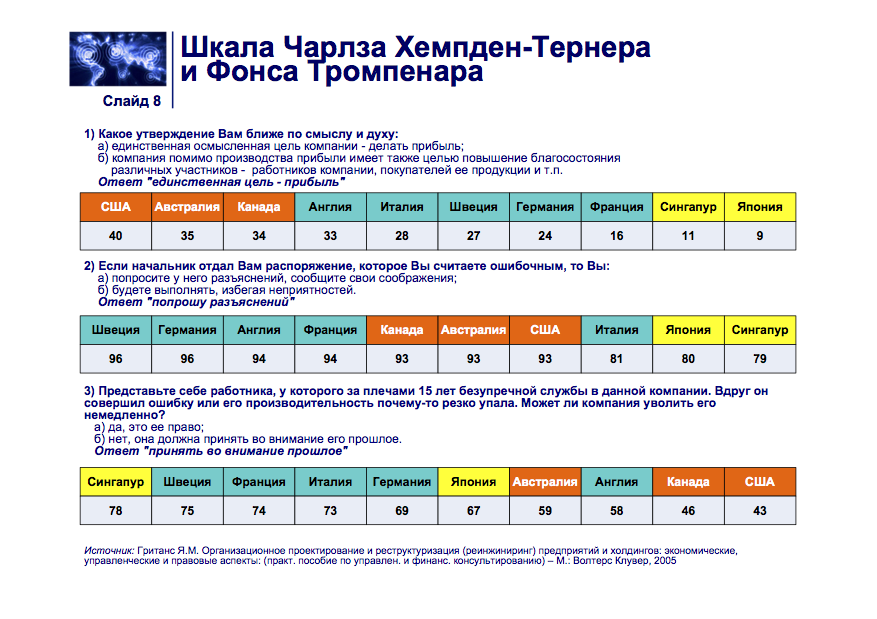 Шкала Чарлза Хемпден-Тернера
и Фонса Тромпенара
Слайд 8
1) Какое утверждение Вам ближе по смыслу и духу:
а) единственная осмысленная цель компании - делать прибыль;
б) компания помимо производства прибыли имеет также целью повышение благосостояния
различных участников - работников компании, покупателей ее продукции и т.п.
Ответ "единственная цель - прибыль"
США Австралия Канада Англия Италия Швеция Германия Франция Сингапур Япония
40 35 34 33 28 27 24 16 11 9
2) Если начальник отдал Вам распоряжение, которое Вы считаете ошибочным, то Вы:
а) попросите у него разъяснений, сообщите свои соображения;
б) будете выполнять, избегая неприятностей.
Ответ "попрошу разъяснений"
Швеция Германия Англия Франция Канада Австралия США Италия Япония Сингапур
96 96 94 94 93 93 93 81 80 79
3) Представьте себе работника, у которого за плечами 15 лет безупречной службы в данной компании. Вдруг он
совершил ошибку или его производительность почему-то резко упала. Может ли компания уволить его
немедленно?
а) да, это ее право;
б) нет, она должна принять во внимание его прошлое.
Ответ "принять во внимание прошлое"
Сингапур Швеция Франция Италия Германия Япония Австралия Англия Канада США
78 75 74 73 69 67 59 58 46 43
Источник: Гританс Я.М. Организационное проектирование и реструктуризация (реинжиниринг) предприятий и холдингов: экономические,
управленческие и правовые аспекты: (практ. пособие по управлен. и финанс. консультированию) – М.: Волтерс Клувер, 2005